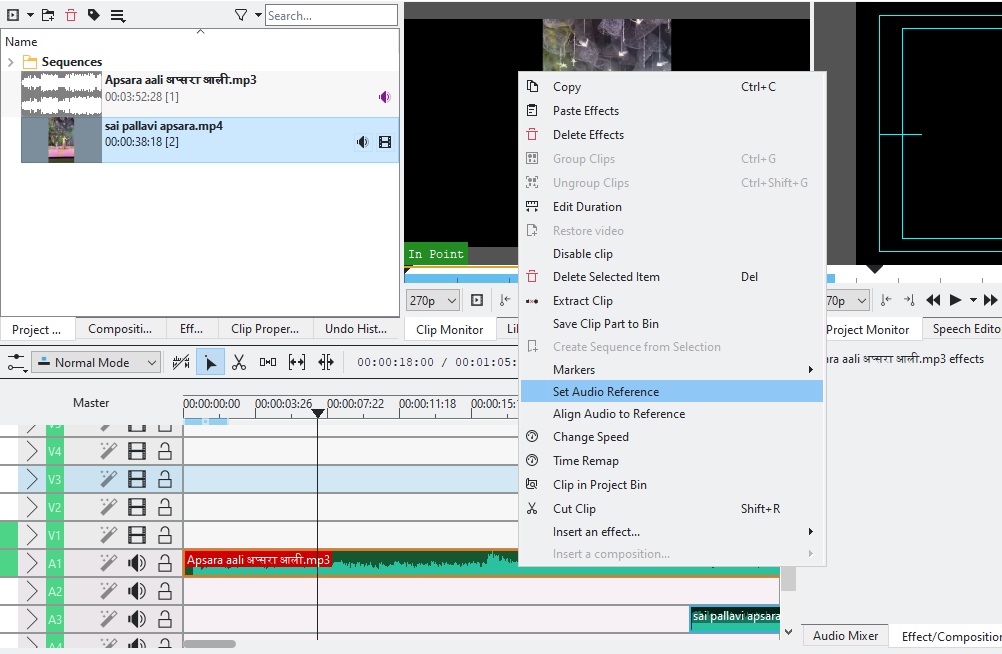 Search...
Name
Sequences
Apsara aali अप्सरा आली.mp3
00:03:52:28 [1]
sai pallavi apsara.mp4
00:00:38:18 [2]
In Point
270p
Project ...
Compositi...
Eff...
Clip Proper...
Undo Hist...
Clip Monitor
Li
Copy Ctrl+C
Paste Effects
Delete Effects
Group Clips Ctrl+G
Ungroup Clips Ctrl+Shift+G
Edit Duration
Restore video
Disable clip
Delete Selected Item Del
Extract Clip
Save Clip Part to Bin
Create Sequence from Selection
Markers
Set Audio Reference
Align Audio to Reference
Change Speed
Time Remap
Clip in Project Bin
Cut Clip Shift+R
Insert an effect...
Insert a composition...
70p
Project Monitor
Speech Edito
ra aali अप्सरा आली.mp3 effects
Normal Mode
00:00:18:00 / 00:01:05:
Master
00:00:00:00
00:00:03:26
00:00:07:22
00:00:11:18
00:00:15:
V5
V4
V3
V2
V1
A1
Apsara aali अप्सरा आली.mp3
A2
A3
sai pallavi apsara
A4
Audio Mixer
Effect/Composition